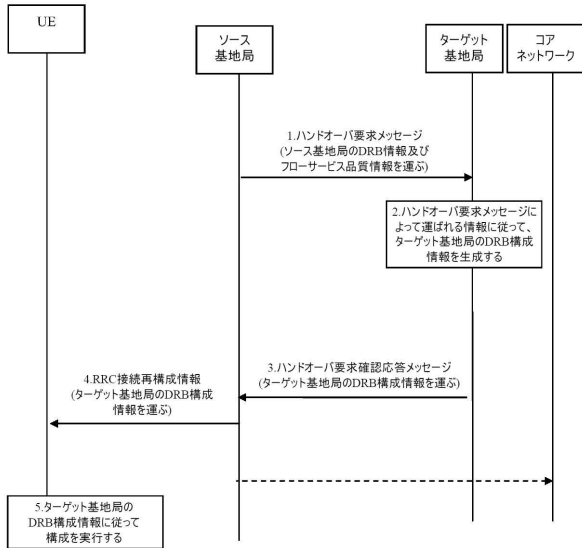 UE
ソース
基地局
ターゲット
基地局
コア
ネットワーク
1.ハンドオーバ要求メッセージ
(ソース基地局のDRB情報及び
フローサービス品質情報を運ぶ)
2.ハンドオーバ要求メッセージに
よって運ばれる情報に従って、
ターゲット基地局のDRB構成
情報を生成する
3.ハンドオーバ要求確認応答メッセージ
(ターゲット基地局のDRB構成情報を運ぶ)
4.RRC接続再構成情報
(ターゲット基地局のDRB構成
情報を運ぶ)
5.ターゲット基地局の
DRB構成情報に従って
構成を実行する